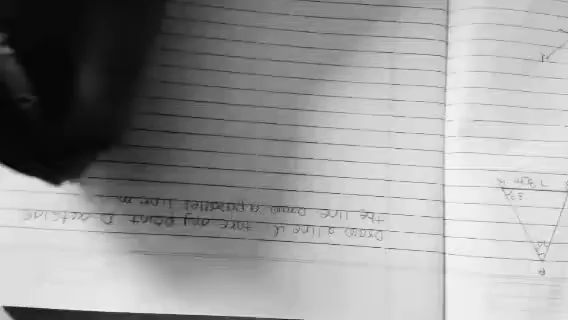 Draw a line l take any point D outside
the line Draw a parallel line m